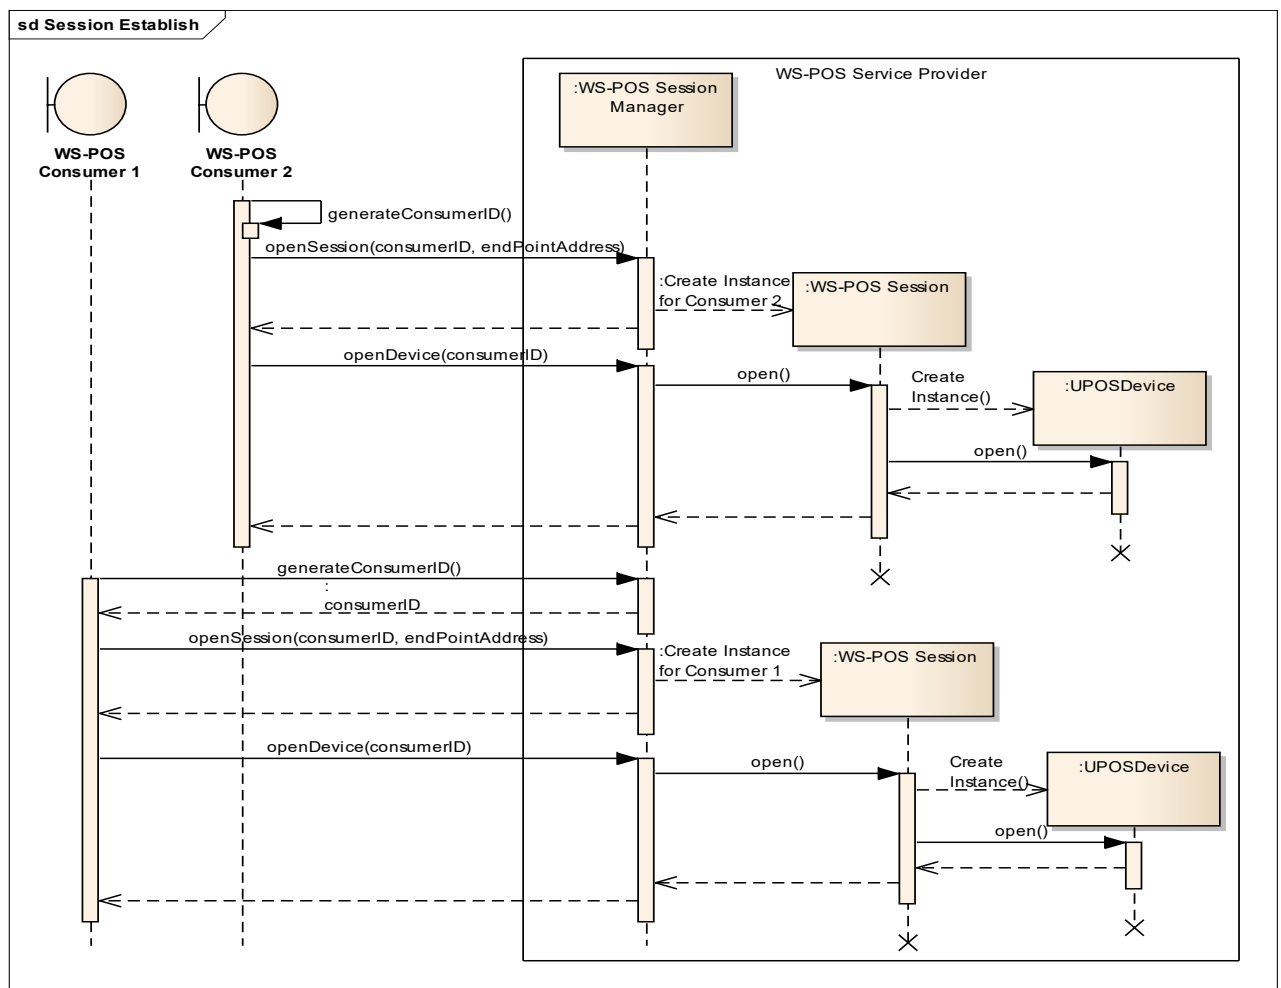 sd Session Establish
WS-POS Service Provider
:WS-POS Session
Manager
WS-POS
Consumer 1
WS-POS
Consumer 2
generateConsumerID()
openSession(consumerID, endPointAddress)
:Create Instance
for Consumer 2
:WS-POS Session
openDevice(consumerID)
open()
Create
Instance()
:UPOSDevice
open()
generateConsumerID()
:
consumerID
openSession(consumerID, endPointAddress)
:Create Instance
for Consumer 1
:WS-POS Session
openDevice(consumerID)
open()
Create
Instance()
:UPOSDevice
open()